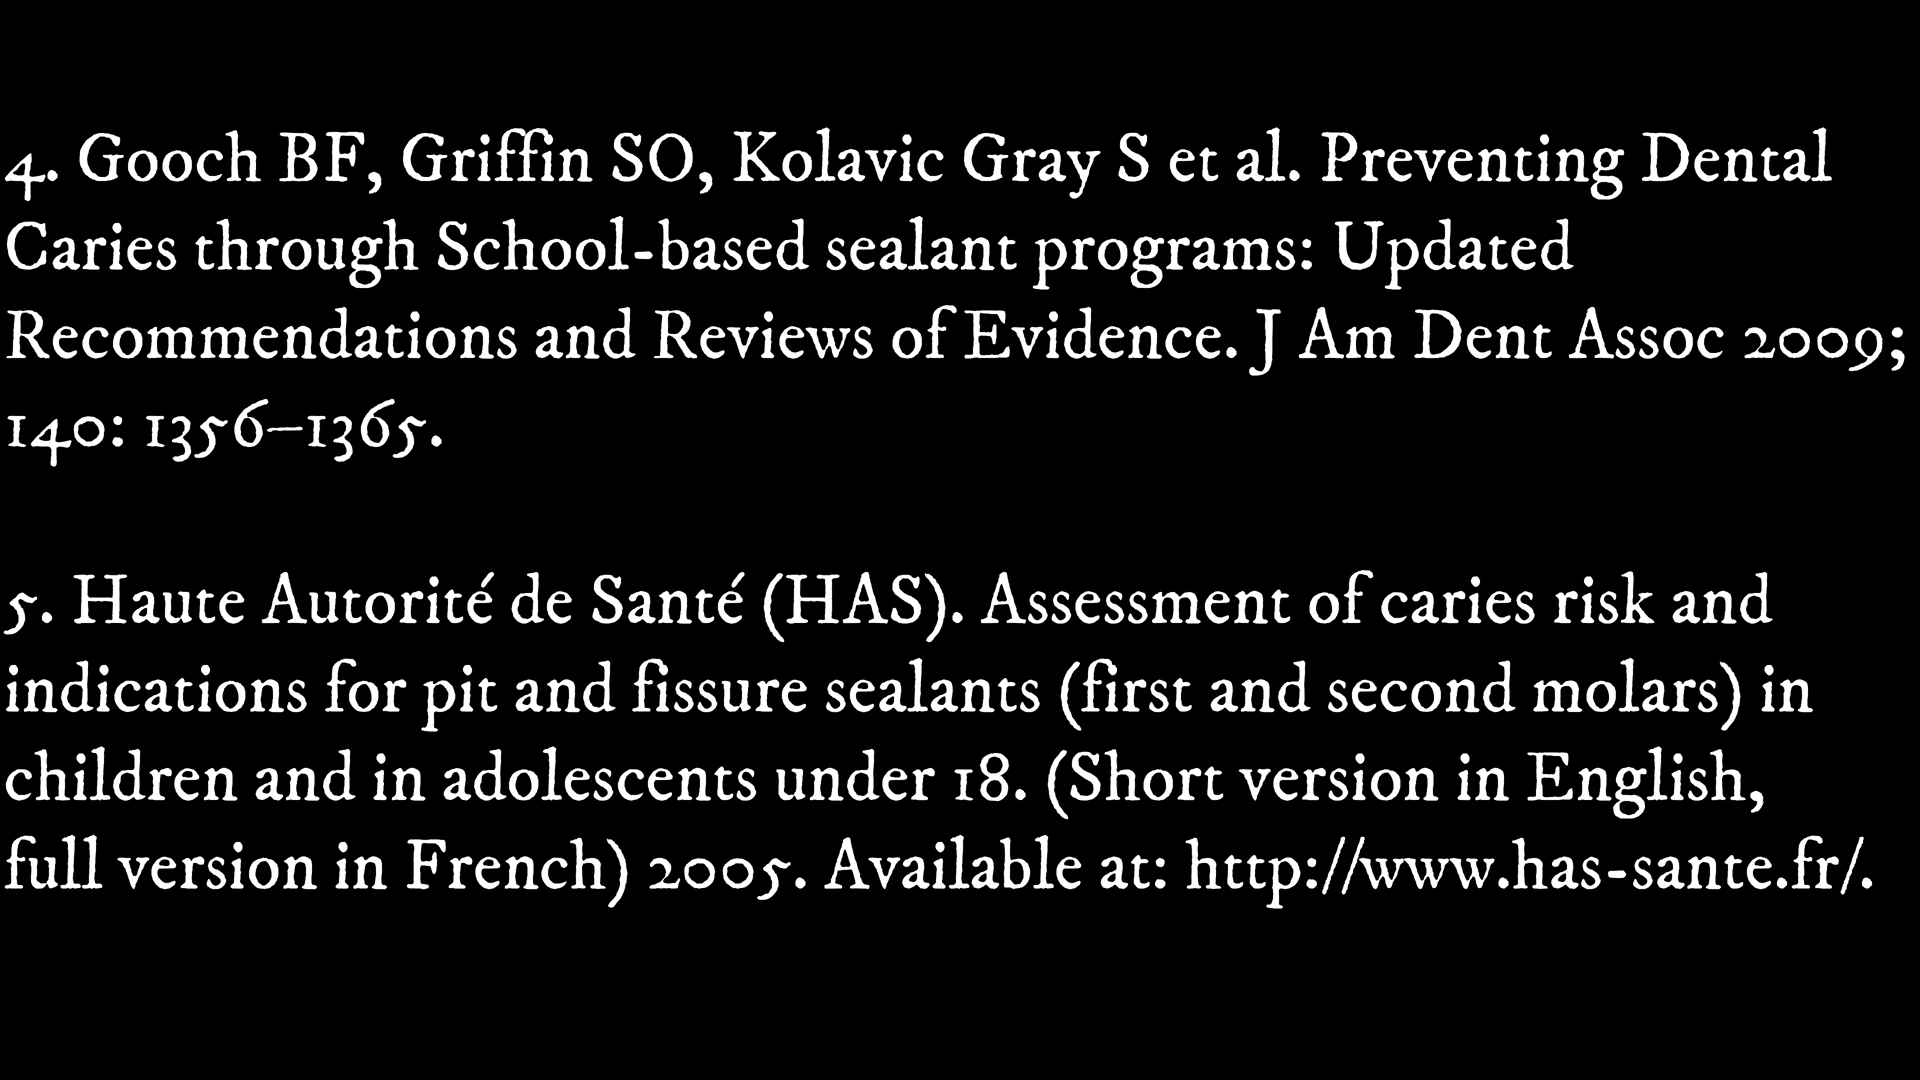 4. Gooch BF, Griffin SO, Kolavic Gray S et al. Preventing Dental
Caries through School-based sealant programs: Updated
Recommendations and Reviews of Evidence. J Am Dent Assoc 2009;
140: 1356–1365.
5. Haute Autorité de Santé (HAS). Assessment of caries risk and
indications for pit and fissure sealants (first and second molars) in
children and in adolescents under 18. (Short version in English,
full version in French) 2005. Available at: http://www.has-sante.fr/.